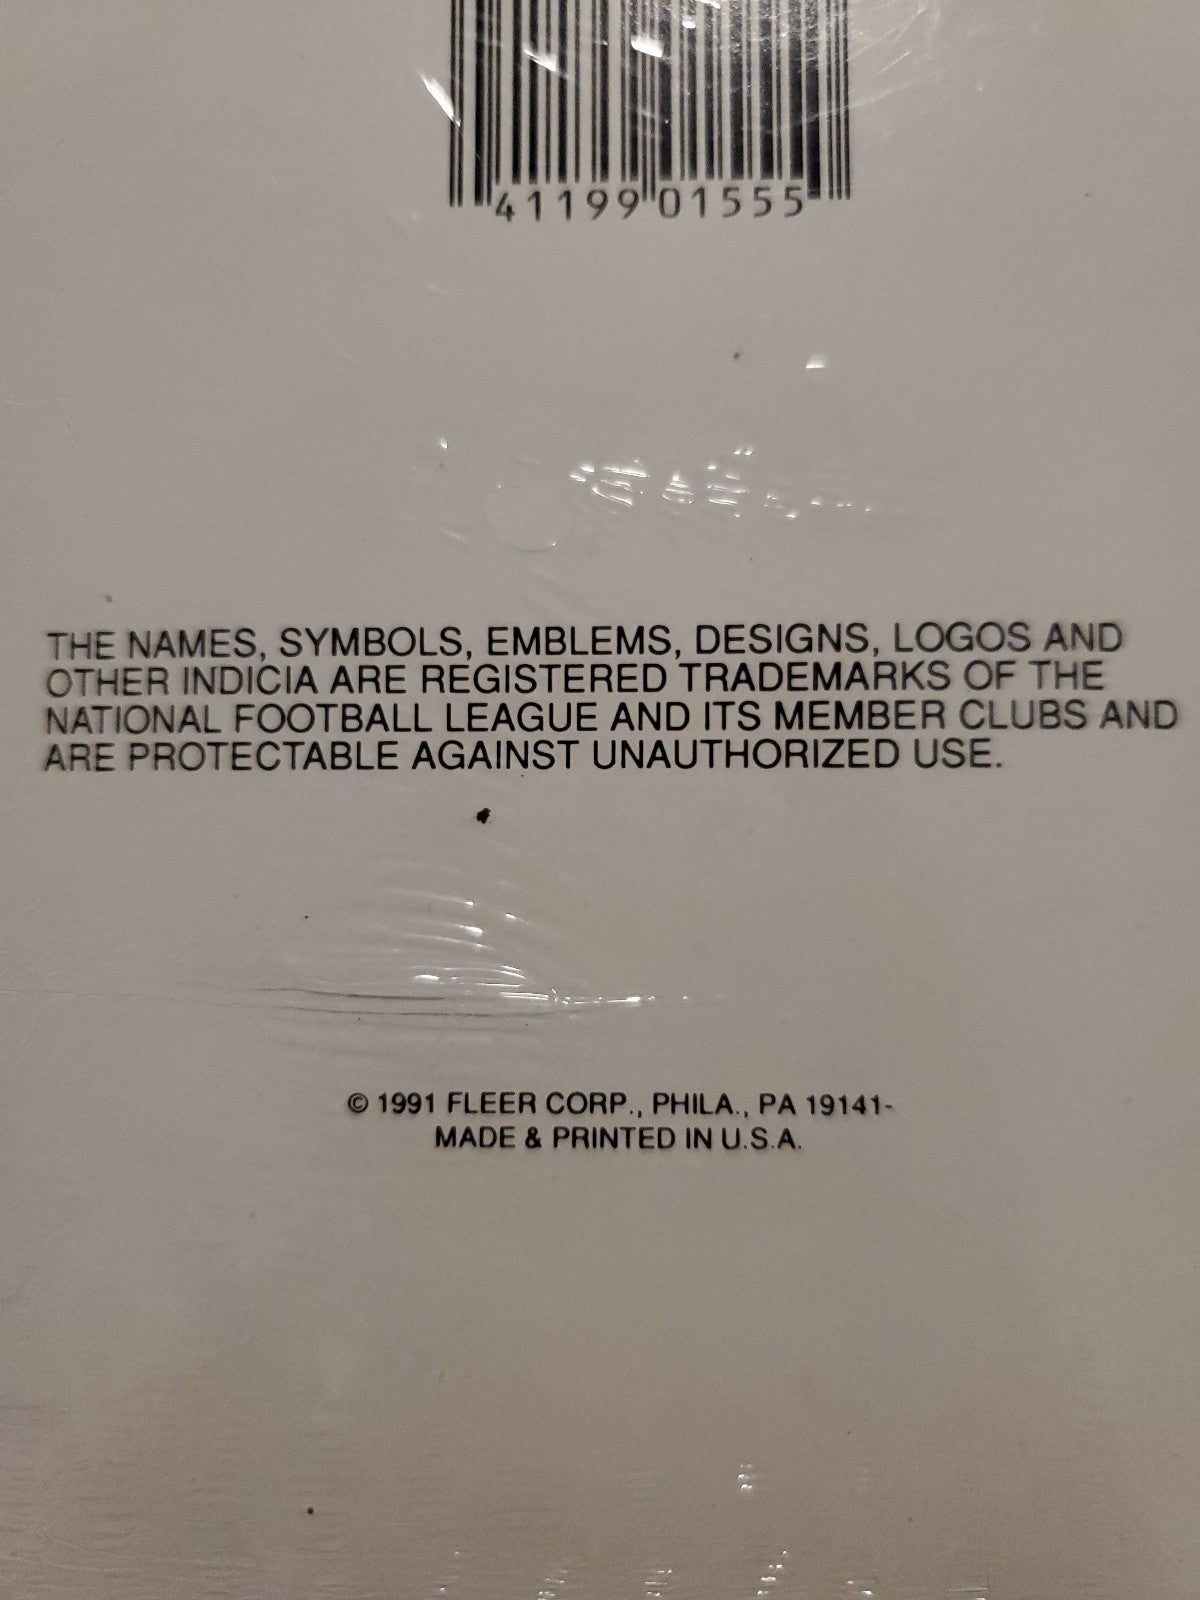 41199 01555
THE NAMES, SYMBOLS, EMBLEMS, DESIGNS, LOGOS AND
OTHER INDICIA ARE REGISTERED TRADEMARKS OF THE
NATIONAL FOOTBALL LEAGUE AND ITS MEMBER CLUBS AND
ARE PROTECTABLE AGAINST UNAUTHORIZED USE.
© 1991 FLEER CORP., PHILA., PA 19141-
MADE & PRINTED IN U.S.A.